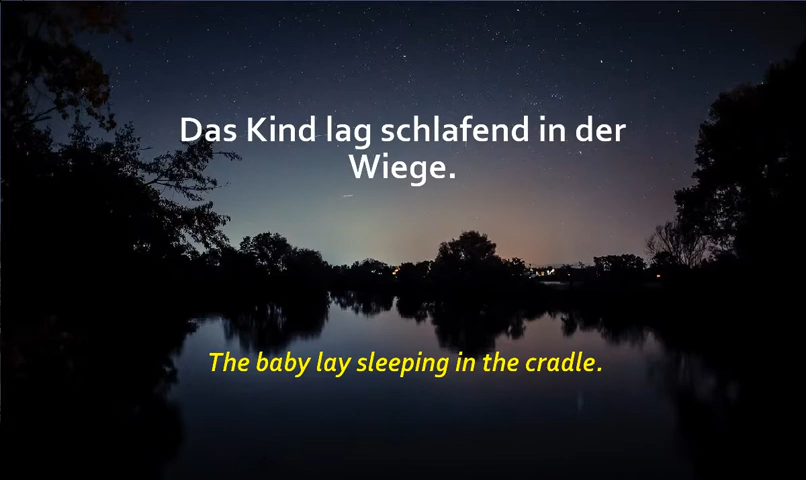 Das Kind lag schlafend in der
Wiege.
The baby lay sleeping in the cradle.